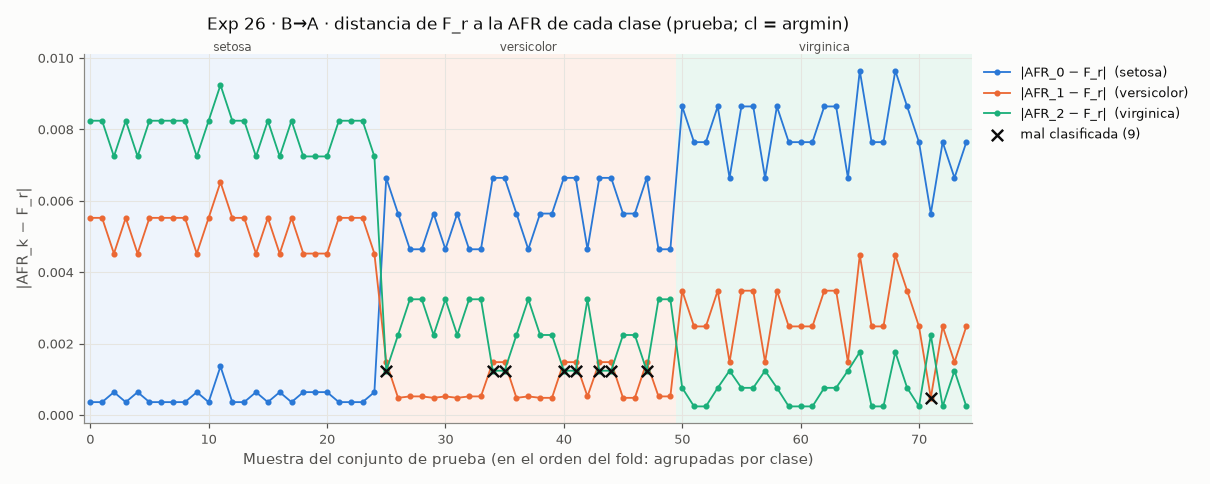 Exp 26 · B→A · distancia de F_r a la AFR de cada clase (prueba; cl = argmin)
setosa
versicolor
virginica
|AFR_0 − F_r| (setosa)
|AFR_1 − F_r| (versicolor)
|AFR_2 − F_r| (virginica)
mal clasificada (9)
|AFR_k − F_r|
0.010
0.008
0.006
0.004
0.002
0.000
0
10
20
30
40
50
60
70
Muestra del conjunto de prueba (en el orden del fold: agrupadas por clase)